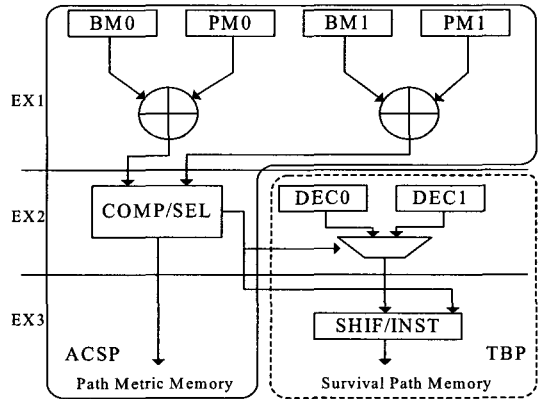 BM0 PM0 BM1 PM1
EX1
EX2
COMP/SEL
DEC0 DEC1
EX3
SHIF/INST
ACSP
TBP
Path Metric Memory
Survival Path Memory